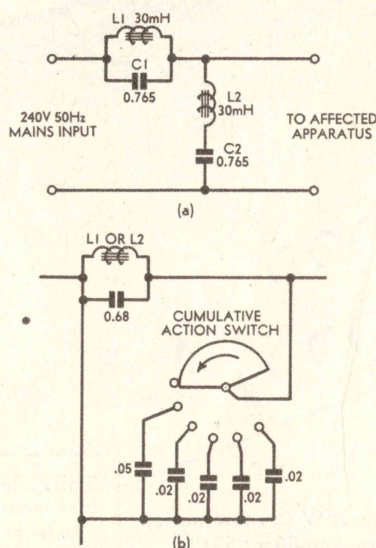 L1 30mH
C1
0.765
240V 50Hz
MAINS INPUT
L2
30mH
TO AFFECTED
APPARATUS
C2
0.765
(a)
L1 OR L2
0.68
CUMULATIVE
ACTION SWITCH
.05
.02
.02
.02
.02
(b)